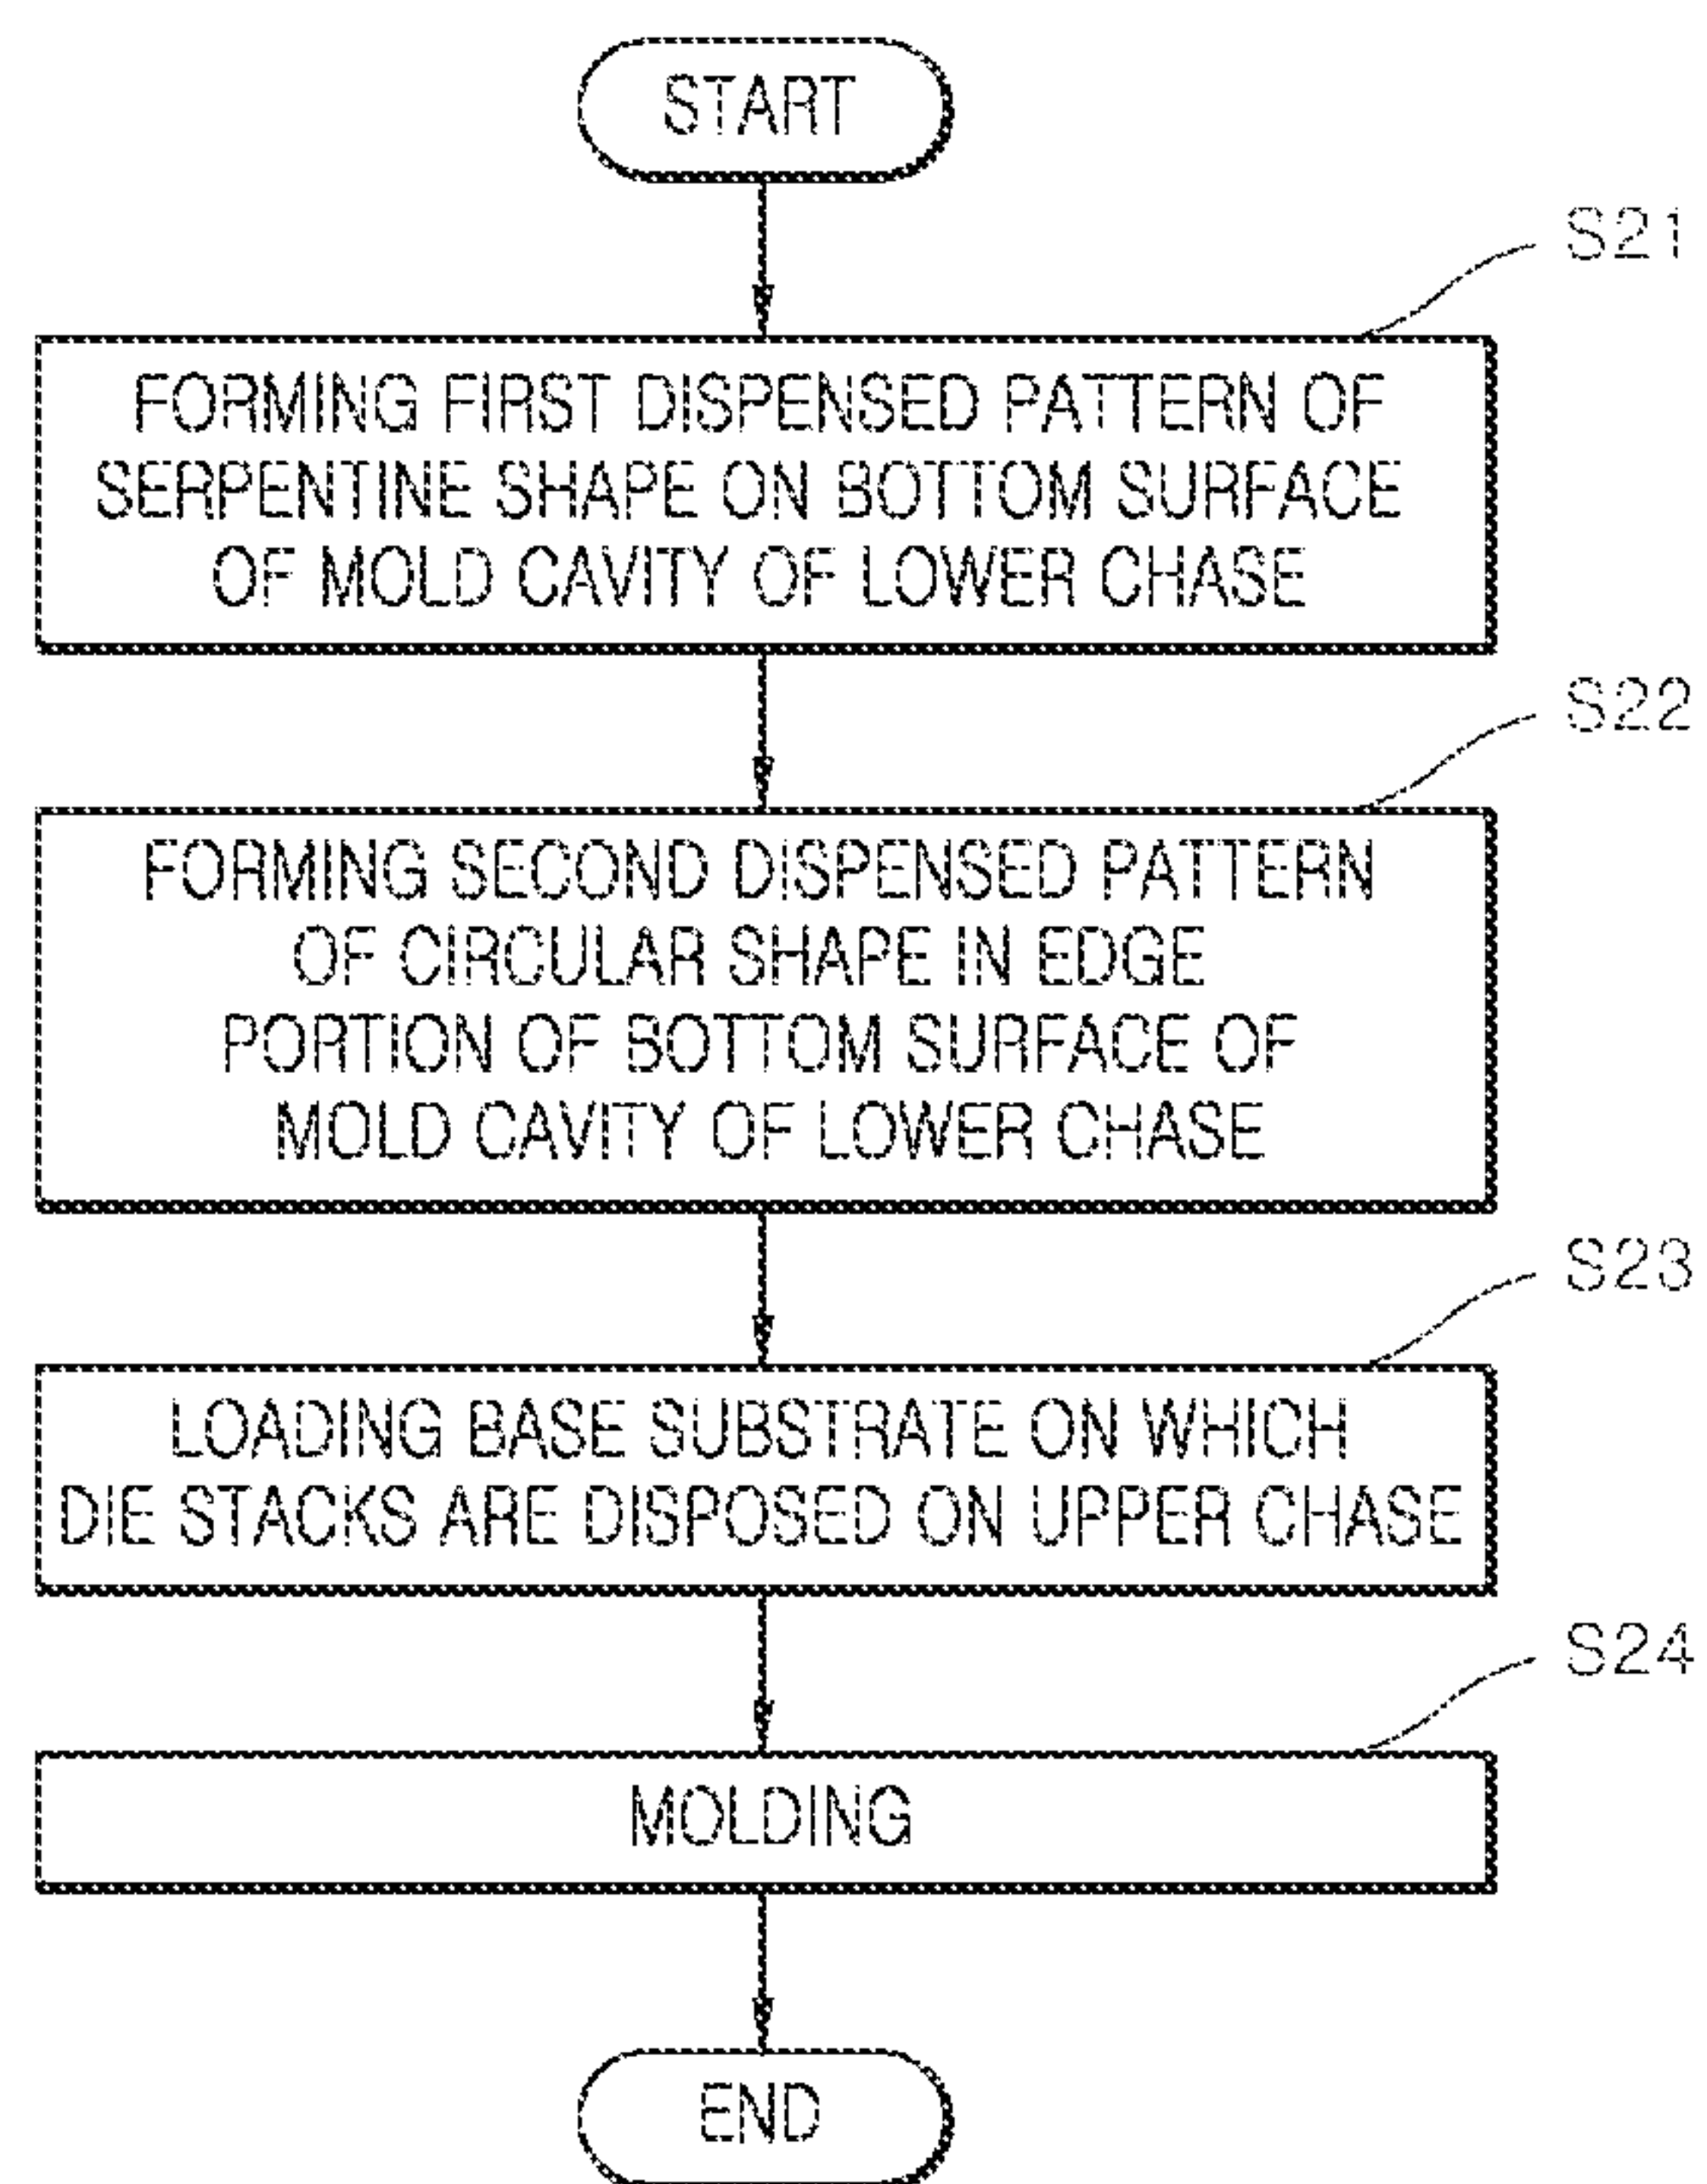 START
S21
FORMING FIRST DISPENSED PATTERN OF
SERPENTINE SHAPE ON BOTTOM SURFACE
OF MOLD CAVITY OF LOWER CHASE
S22
FORMING SECOND DISPENSED PATTERN
OF CIRCULAR SHAPE IN EDGE
PORTION OF BOTTOM SURFACE OF
MOLD CAVITY OF LOWER CHASE
S23
LOADING BASE SUBSTRATE ON WHICH
DIE STACKS ARE DISPOSED ON UPPER CHASE
S24
MOLDING
END